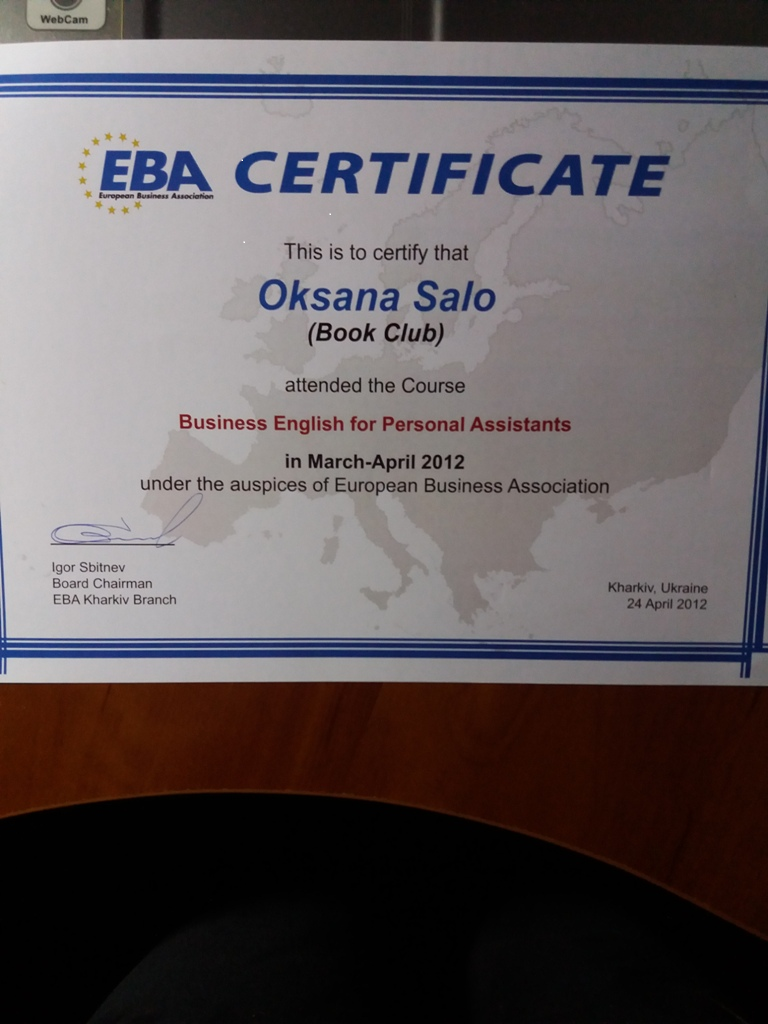 WebCam
EBA CERTIFICATE
European Business Association
This is to certify that
Oksana Salo
(Book Club)
attended the Course
Business English for Personal Assistants
in March-April 2012
under the auspices of European Business Association
Igor Sbitnev
Board Chairman
EBA Kharkiv Branch
Kharkiv, Ukraine
24 April 2012